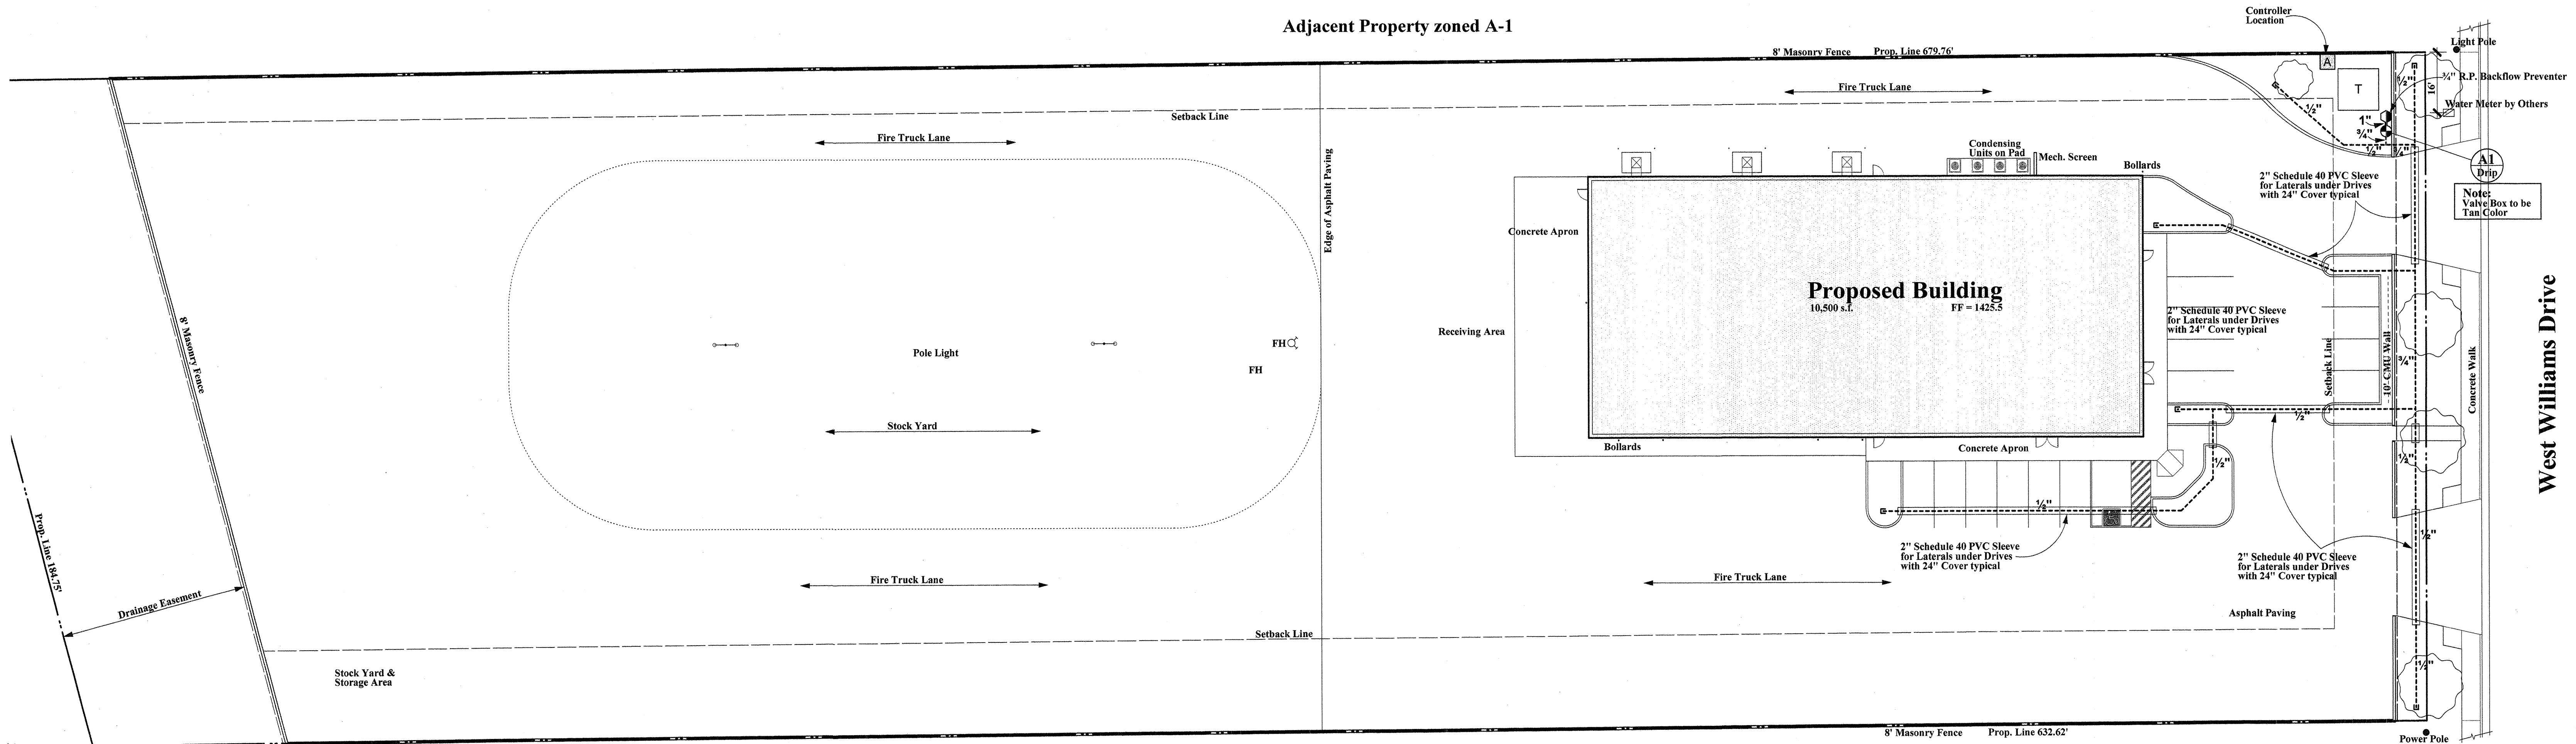 Adjacent Property zoned A-1
Controller
Location
8' Masonry Fence
Prop. Line 679.76'
Light Pole
A
T
½"
16'
¾" R.P. Backflow Preventer
Water Meter by Others
½"
1"
¾"
½"
¾"
A1
Drip
Note:
Valve Box to be
Tan Color
Fire Truck Lane
Setback Line
Fire Truck Lane
Edge of Asphalt Paving
Condensing
Units on Pad
Mech. Screen
Bollards
2" Schedule 40 PVC Sleeve
for Laterals under Drives
with 24" Cover typical
Concrete Apron
Proposed Building
10,500 s.f.
FF = 1425.5
2" Schedule 40 PVC Sleeve
for Laterals under Drives
with 24" Cover typical
Setback Line
10' CMU Wall
¾"
Concrete Walk
West Williams Drive
8' Masonry Fence
Pole Light
FH
FH
Receiving Area
Stock Yard
½"
Bollards
Concrete Apron
½"
½"
½"
½"
2" Schedule 40 PVC Sleeve
for Laterals under Drives
with 24" Cover typical
2" Schedule 40 PVC Sleeve
for Laterals under Drives
with 24" Cover typical
Prop. Line 184.75'
Drainage Easement
Fire Truck Lane
Fire Truck Lane
Asphalt Paving
Setback Line
Stock Yard &
Storage Area
½"
8' Masonry Fence
Prop. Line 632.62'
Power Pole